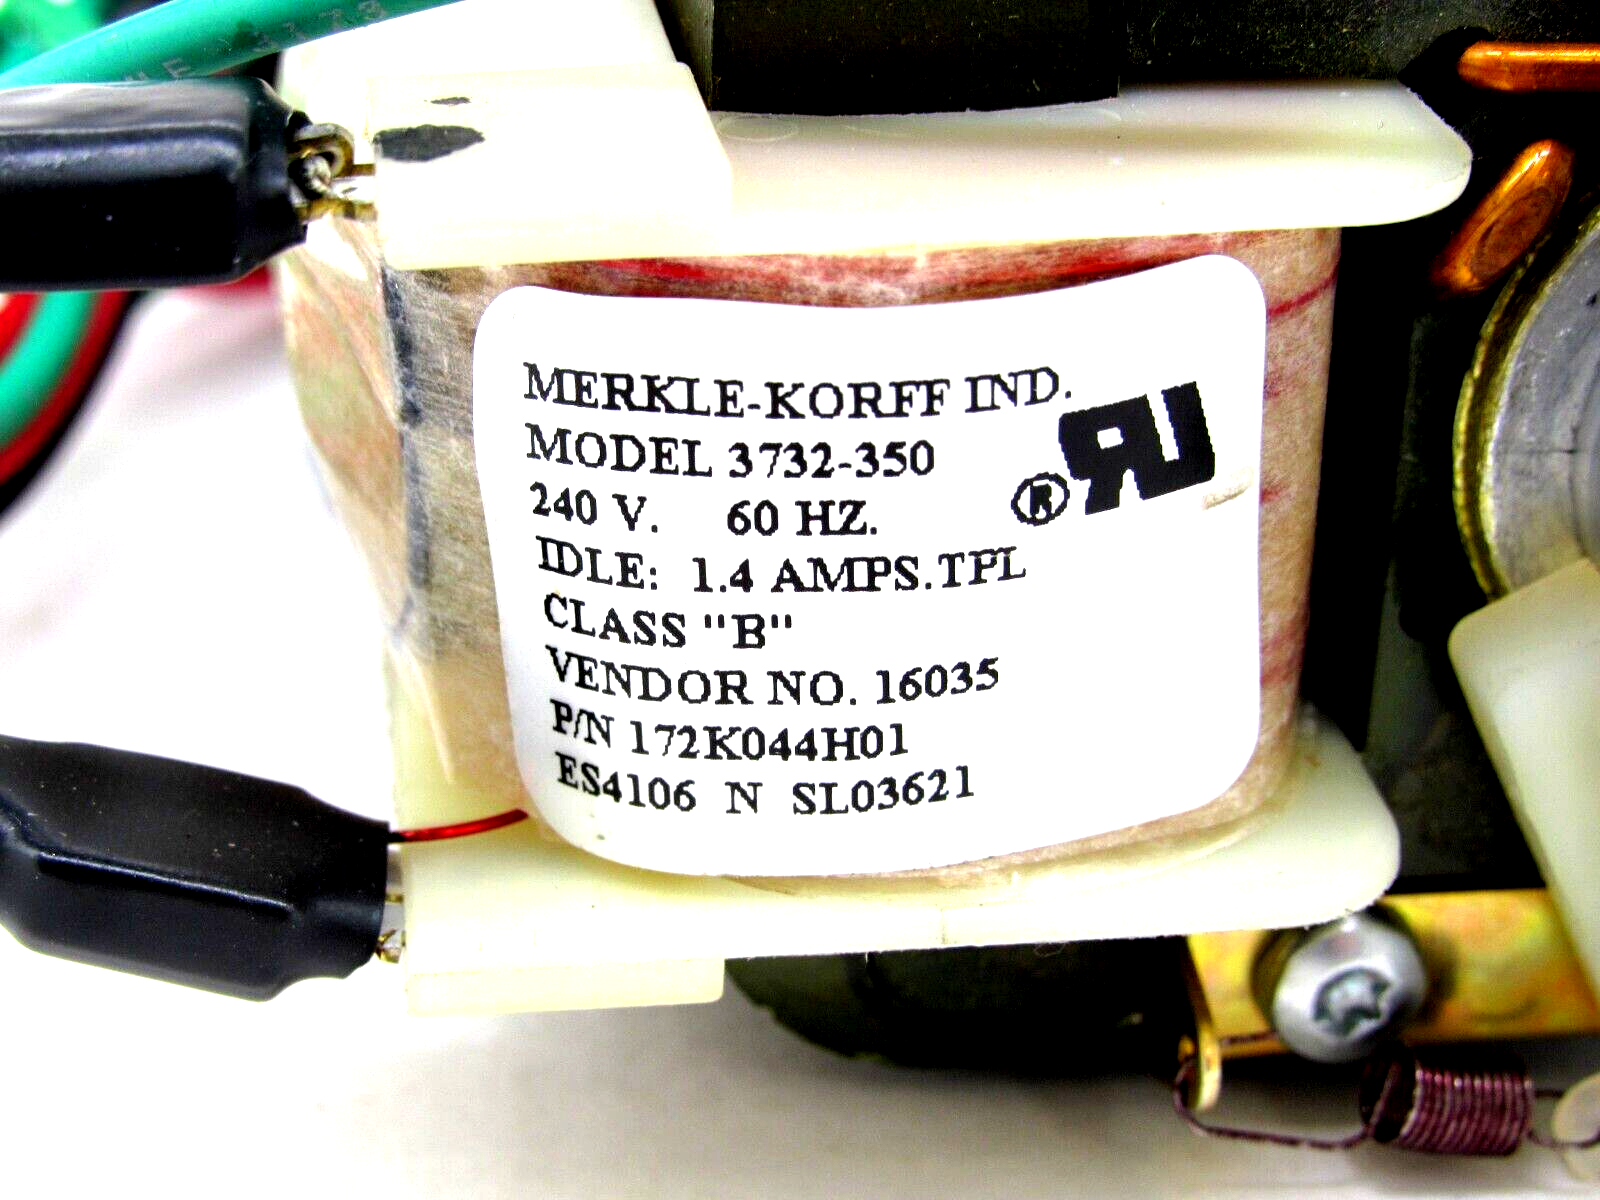 MERKLE-KORFF IND.
MODEL 3732-350
240 V. 60 HZ.
IDLE: 1.4 AMPS.TPL
CLASS "B"
VENDOR NO. 16035
P/N 172K044H01
ES4106 N SL03621
®